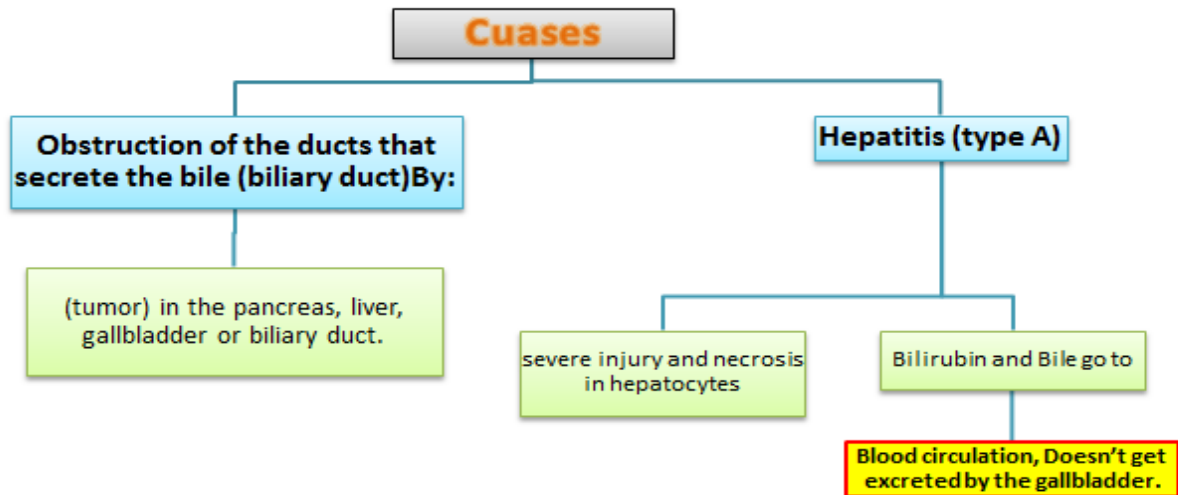 Cuases
Obstruction of the ducts that
secrete the bile (biliary duct)By:
(tumor) in the pancreas, liver,
gallbladder or biliary duct.
Hepatitis (type A)
severe injury and necrosis
in hepatocytes
Bilirubin and Bile go to
Blood circulation, Doesn't get
excreted by the gallbladder.